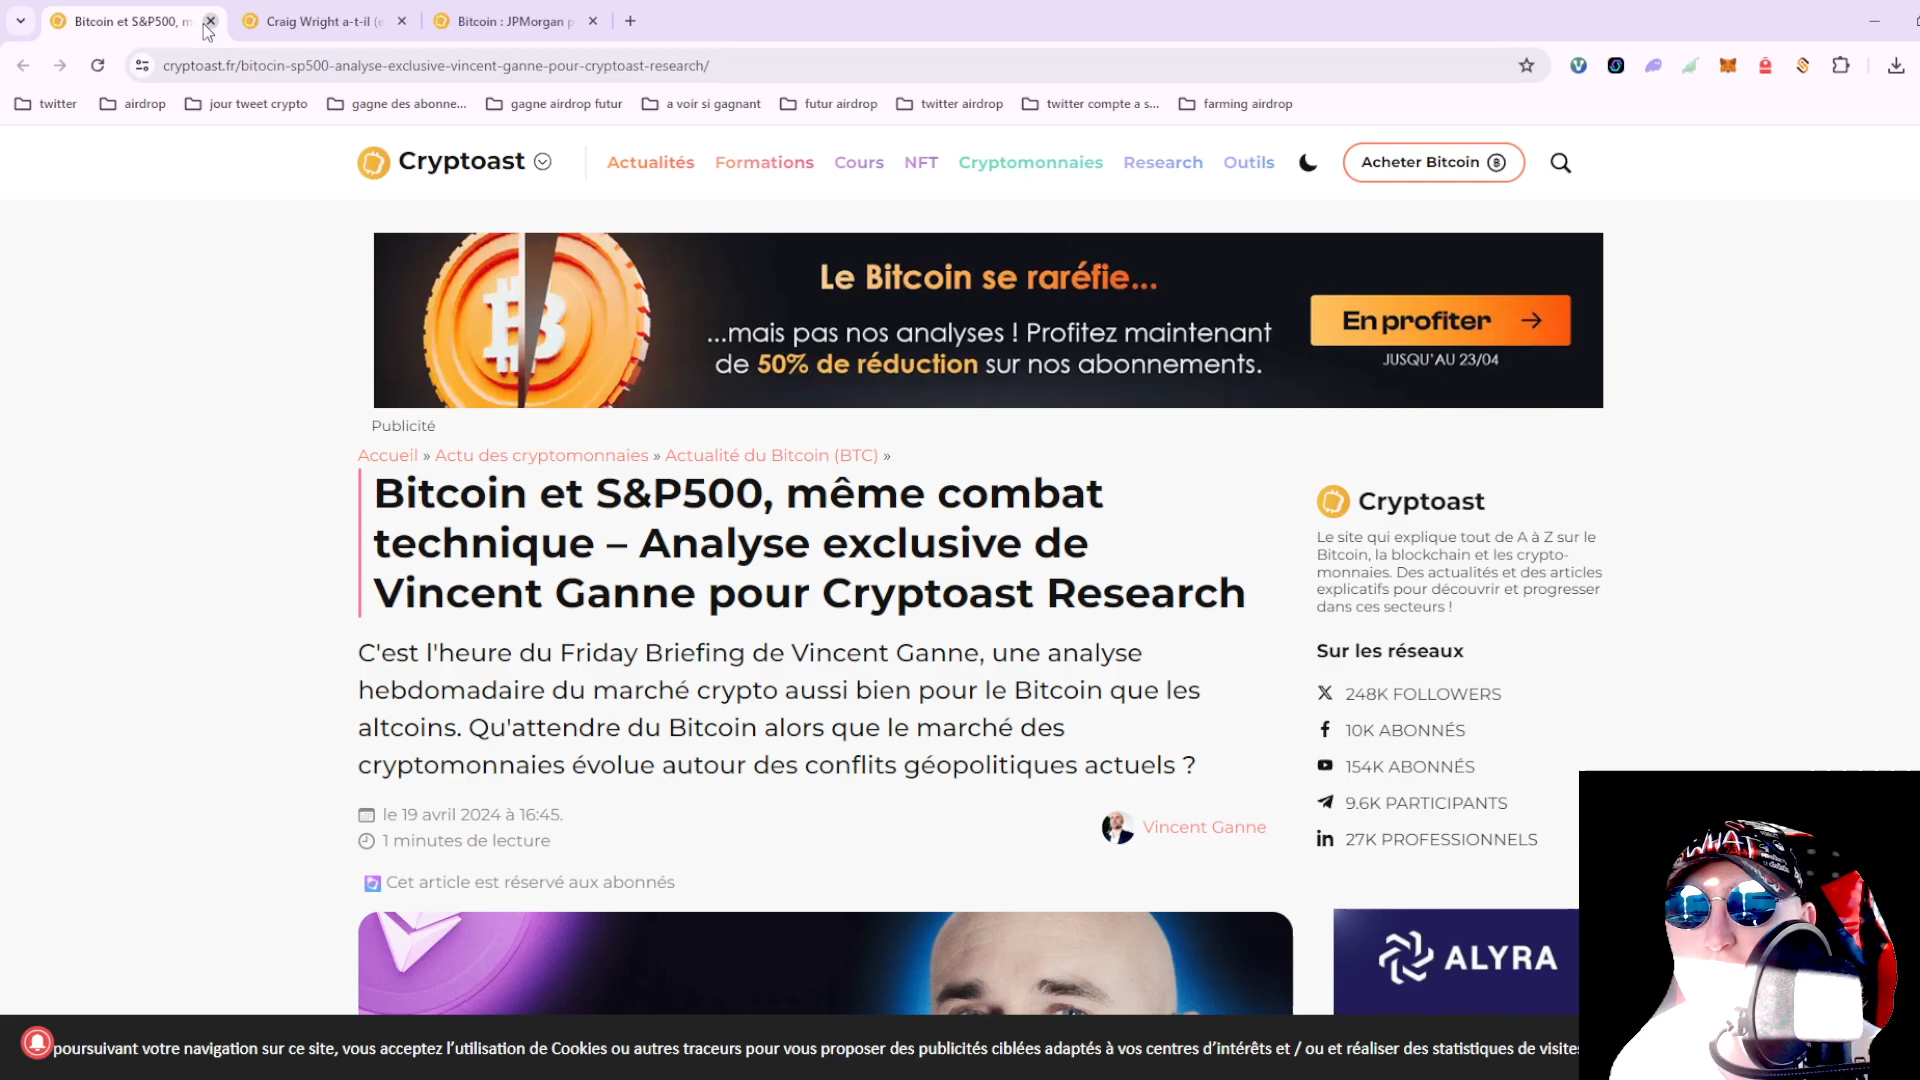 Bitcoin et S&P500, m
Craig Wright a-t-il (e
Bitcoin : JPMorgan p
cryptoast.fr/bitocin-sp500-analyse-exclusive-vincent-ganne-pour-cryptoast-research/
twitter
airdrop
jour tweet crypto
gagne des abonne...
gagne airdrop futur
a voir si gagnant
futur airdrop
twitter airdrop
twitter compte a s...
farming airdrop
Cryptoast
Actualités
Formations
Cours
NFT
Cryptomonnaies
Research
Outils
Acheter Bitcoin
Le Bitcoin se raréfie...
...mais pas nos analyses ! Profitez maintenant
de 50% de réduction sur nos abonnements.
En profiter →
JUSQU'AU 23/04
Publicité
Accueil » Actu des cryptomonnaies » Actualité du Bitcoin (BTC) »
Bitcoin et S&P500, même combat
technique – Analyse exclusive de
Vincent Ganne pour Cryptoast Research
C'est l'heure du Friday Briefing de Vincent Ganne, une analyse
hebdomadaire du marché crypto aussi bien pour le Bitcoin que les
altcoins. Qu'attendre du Bitcoin alors que le marché des
cryptomonnaies évolue autour des conflits géopolitiques actuels ?
le 19 avril 2024 à 16:45.
1 minutes de lecture
Vincent Ganne
Cet article est réservé aux abonnés
Cryptoast
Le site qui explique tout de A à Z sur le
Bitcoin, la blockchain et les crypto-
monnaies. Des actualités et des articles
explicatifs pour découvrir et progresser
dans ces secteurs !
Sur les réseaux
248K FOLLOWERS
10K ABONNÉS
154K ABONNÉS
9.6K PARTICIPANTS
27K PROFESSIONNELS
ALYRA
WHAT
poursuivant votre navigation sur ce site, vous acceptez l'utilisation de Cookies ou autres traceurs pour vous proposer des publicités ciblées adaptés à vos centres d'intérêts et / ou et réaliser des statistiques de visites